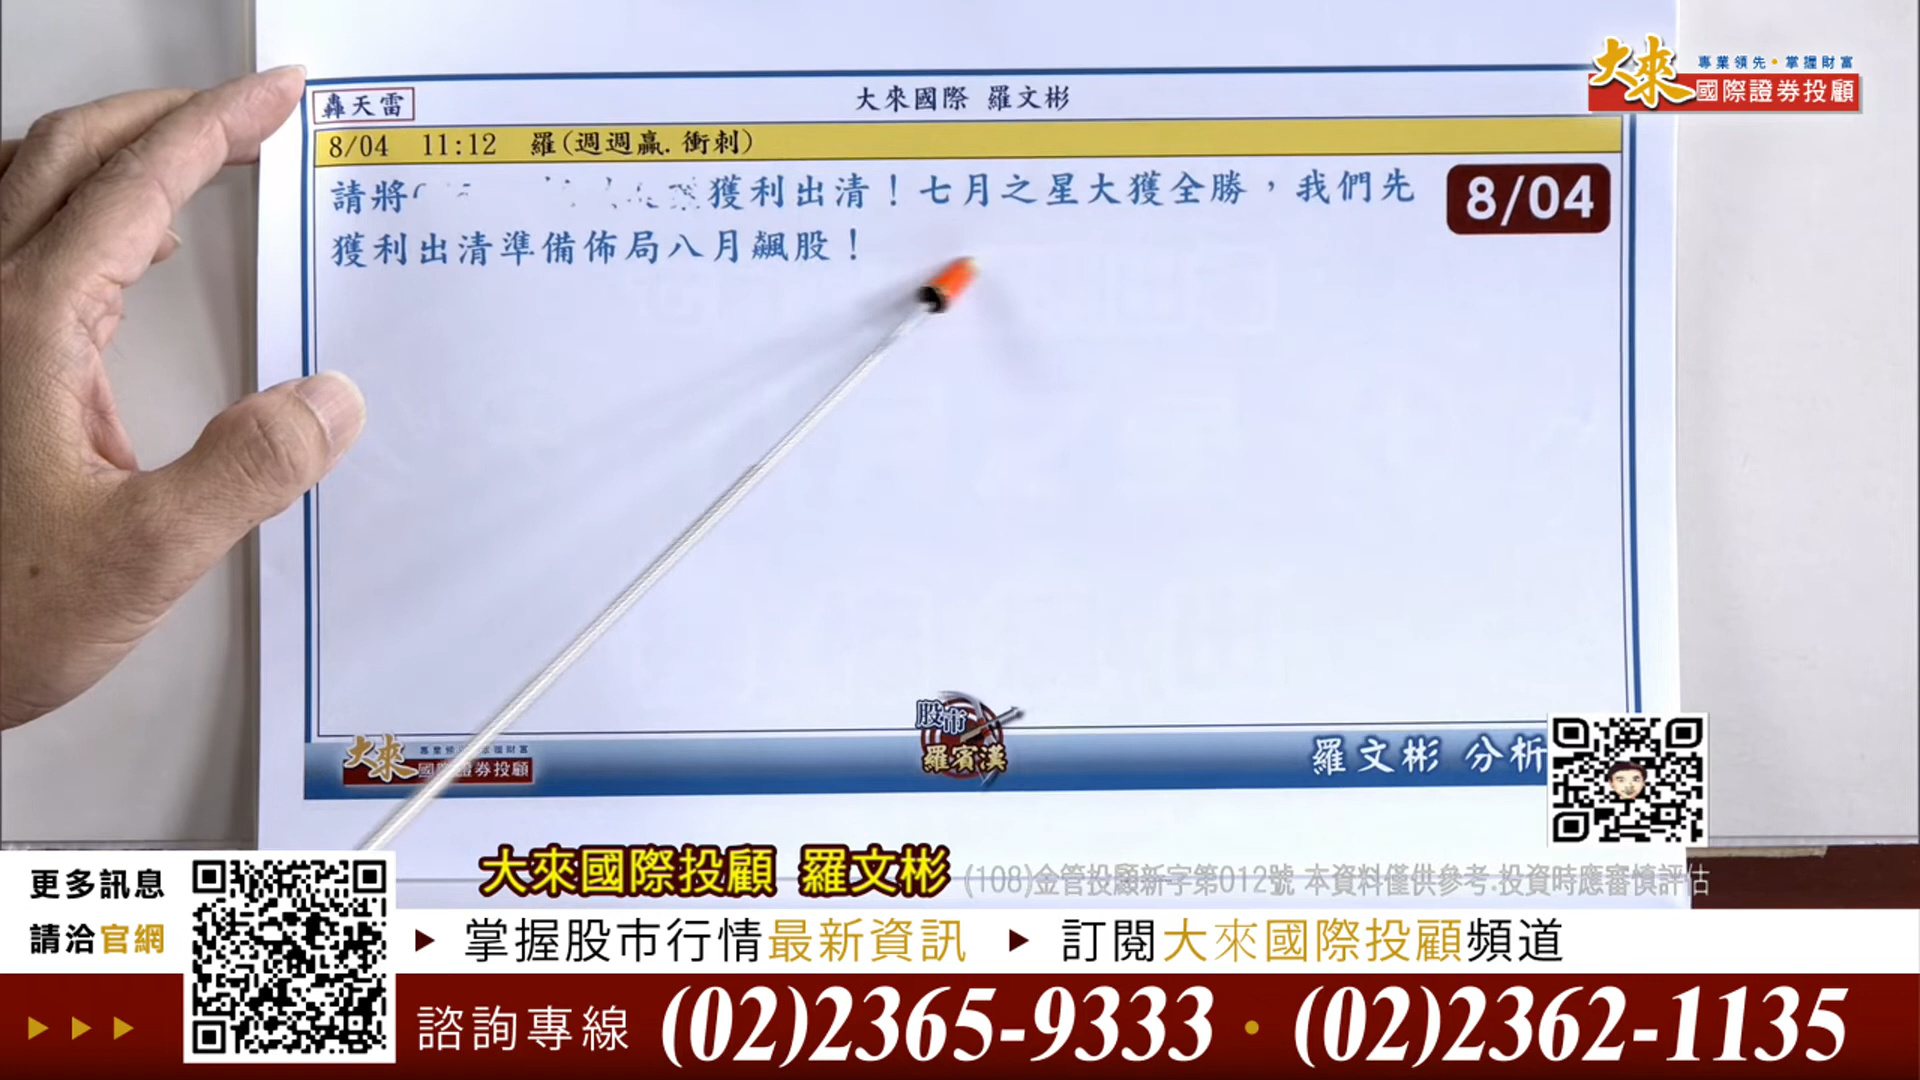 大來 專業領先•掌握財富
國際證券投顧
轟天雷
大來國際 羅文彬
8/04 11:12 羅(週週贏.衝刺)
請將 獲利出清！七月之星大獲全勝，我們先
獲利出清準備佈局八月飆股！
8/04
大來
國際證券投顧
股市
羅賓漢
羅文彬 分析
大來國際投顧 羅文彬
(108)金管投顧新字第012號 本資料僅供參考.投資時應審慎評估
更多訊息
請洽官網
掌握股市行情最新資訊
訂閱大來國際投顧頻道
諮詢專線 (02)2365-9333•(02)2362-1135